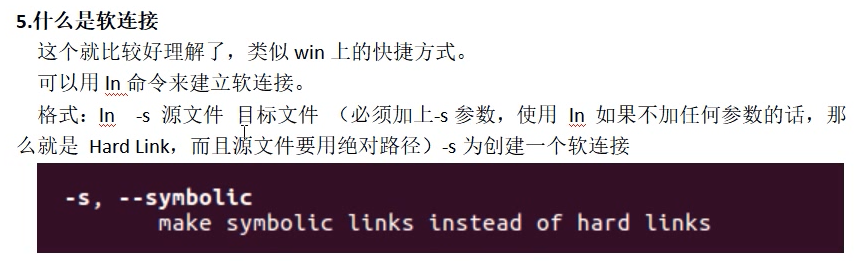 5.什么是软连接
这个就比较好理解了，类似 win 上的快捷方式。
可以用 ln 命令来建立软连接。
格式：ln -s 源文件 目标文件 （必须加上-s 参数，使用 ln 如果不加任何参数的话，那
么就是 Hard Link，而且源文件要用绝对路径）-s 为创建一个软连接
-s, --symbolic
make symbolic links instead of hard links